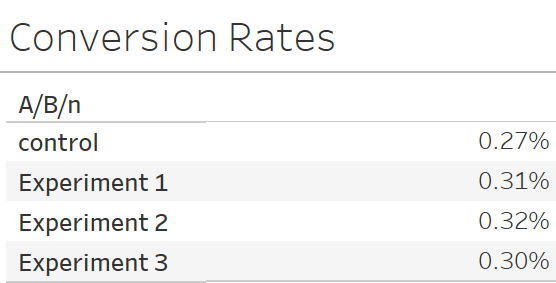 Conversion Rates
A/B/n
control 0.27%
Experiment 1 0.31%
Experiment 2 0.32%
Experiment 3 0.30%